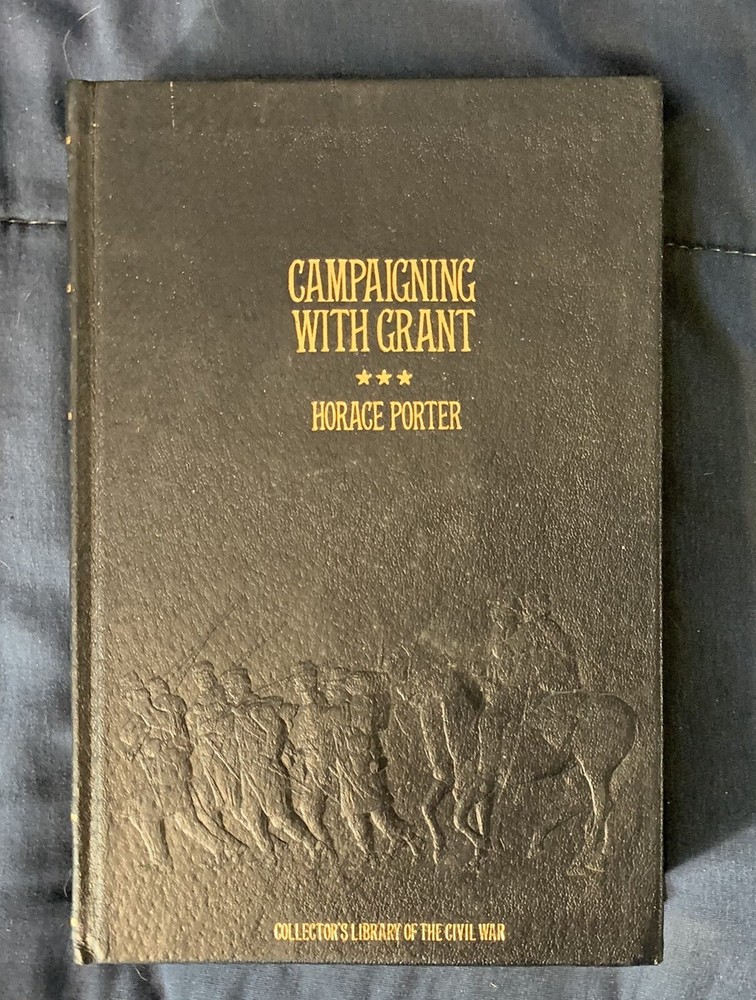 CAMPAIGNING
WITH GRANT
★★★
HORACE PORTER
COLLECTOR'S LIBRARY OF THE CIVIL WAR